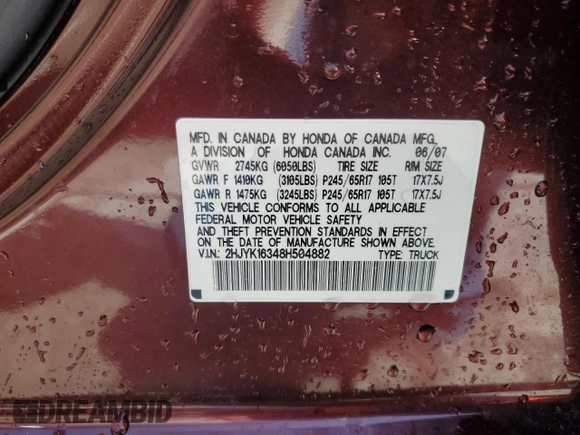 MFD. IN CANADA BY HONDA OF CANADA MFG.,
A DIVISION OF HONDA CANADA INC. 06/07
GVWR 2745KG (6050LBS) TIRE SIZE RIM SIZE
GAWR F 1410KG (3105LBS) P245/65R17 105T 17X7.5J
GAWR R 1475KG (3245LBS) P245/65R17 105T 17X7.5J
THIS VEHICLE CONFORMS TO ALL APPLICABLE
FEDERAL MOTOR VEHICLE SAFETY
AND THEFT PREVENTION STANDARDS IN EFFECT
ON THE DATE OF MANUFACTURE SHOWN ABOVE.
V.I.N.: 2HJYK16348H504882 TYPE: TRUCK
DREAMBID